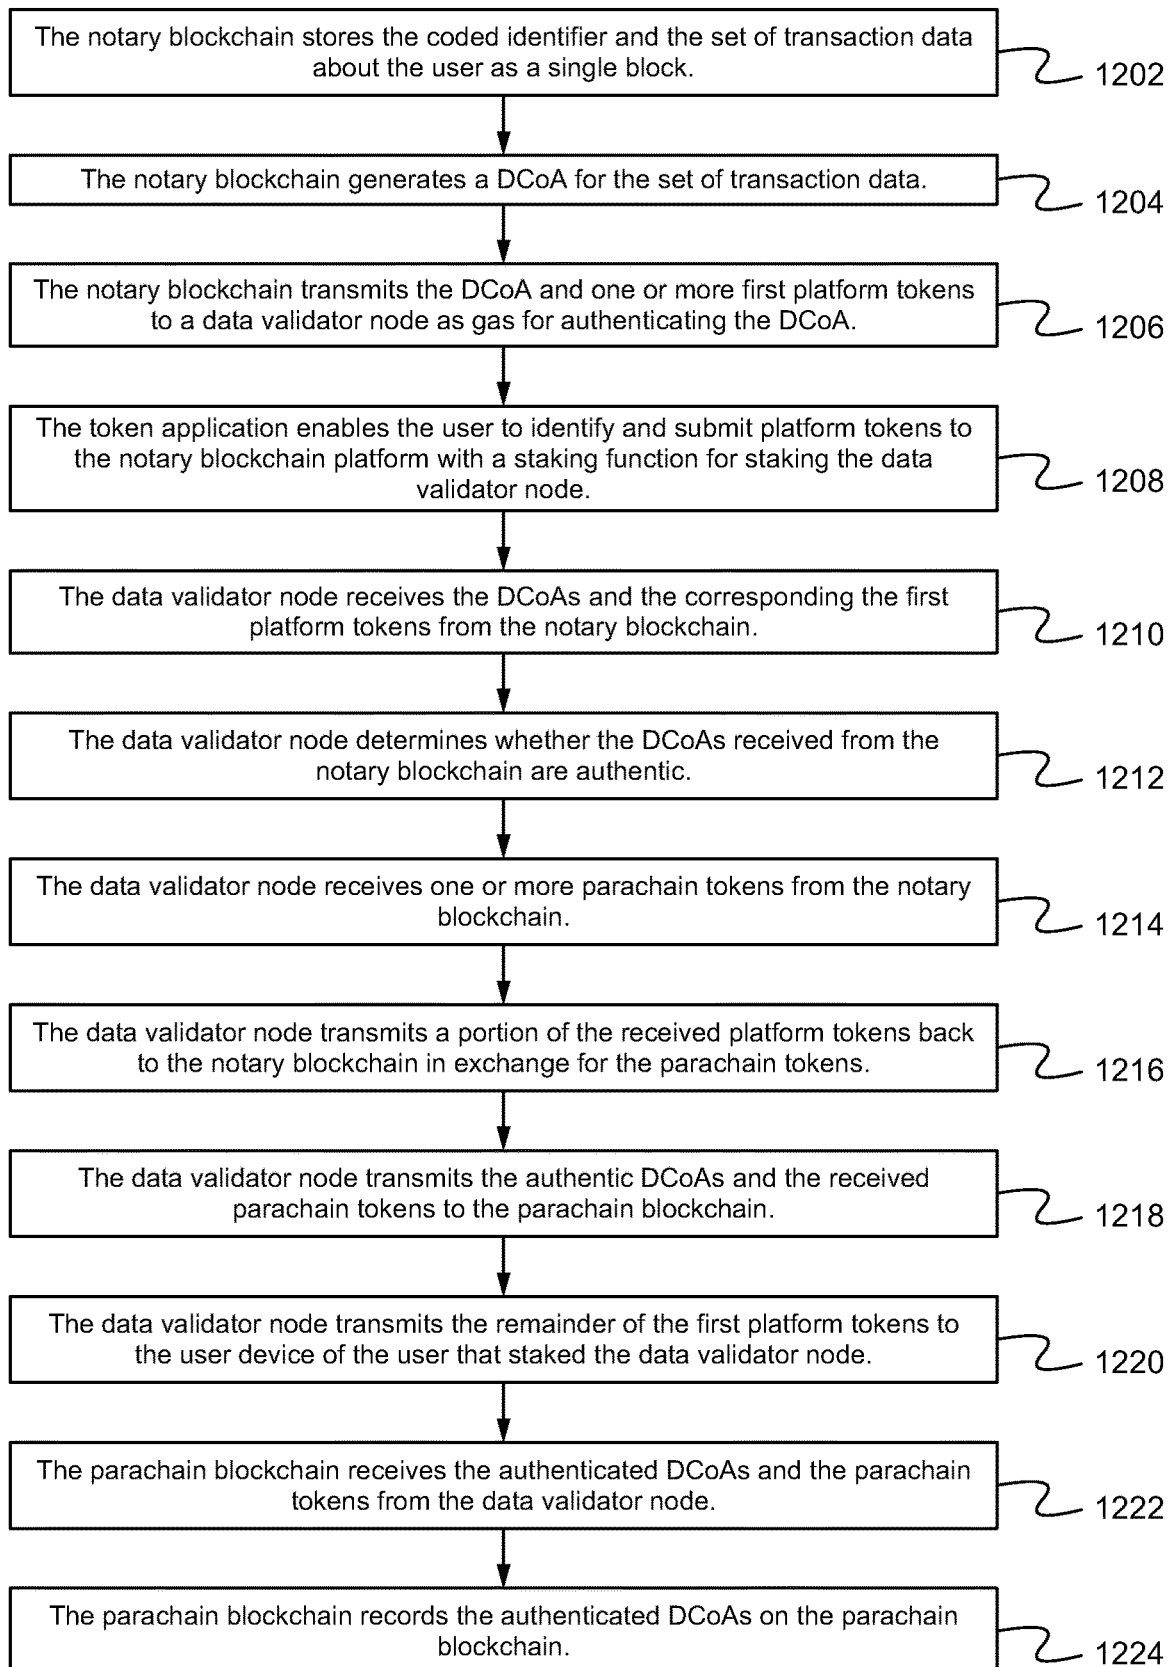 The notary blockchain stores the coded identifier and the set of transaction data
about the user as a single block.
1202
The notary blockchain generates a DCoA for the set of transaction data.
1204
The notary blockchain transmits the DCoA and one or more first platform tokens
to a data validator node as gas for authenticating the DCoA.
1206
The token application enables the user to identify and submit platform tokens to
the notary blockchain platform with a staking function for staking the data
validator node.
1208
The data validator node receives the DCoAs and the corresponding the first
platform tokens from the notary blockchain.
1210
The data validator node determines whether the DCoAs received from the
notary blockchain are authentic.
1212
The data validator node receives one or more parachain tokens from the notary
blockchain.
1214
The data validator node transmits a portion of the received platform tokens back
to the notary blockchain in exchange for the parachain tokens.
1216
The data validator node transmits the authentic DCoAs and the received
parachain tokens to the parachain blockchain.
1218
The data validator node transmits the remainder of the first platform tokens to
the user device of the user that staked the data validator node.
1220
The parachain blockchain receives the authenticated DCoAs and the parachain
tokens from the data validator node.
1222
The parachain blockchain records the authenticated DCoAs on the parachain
blockchain.
1224